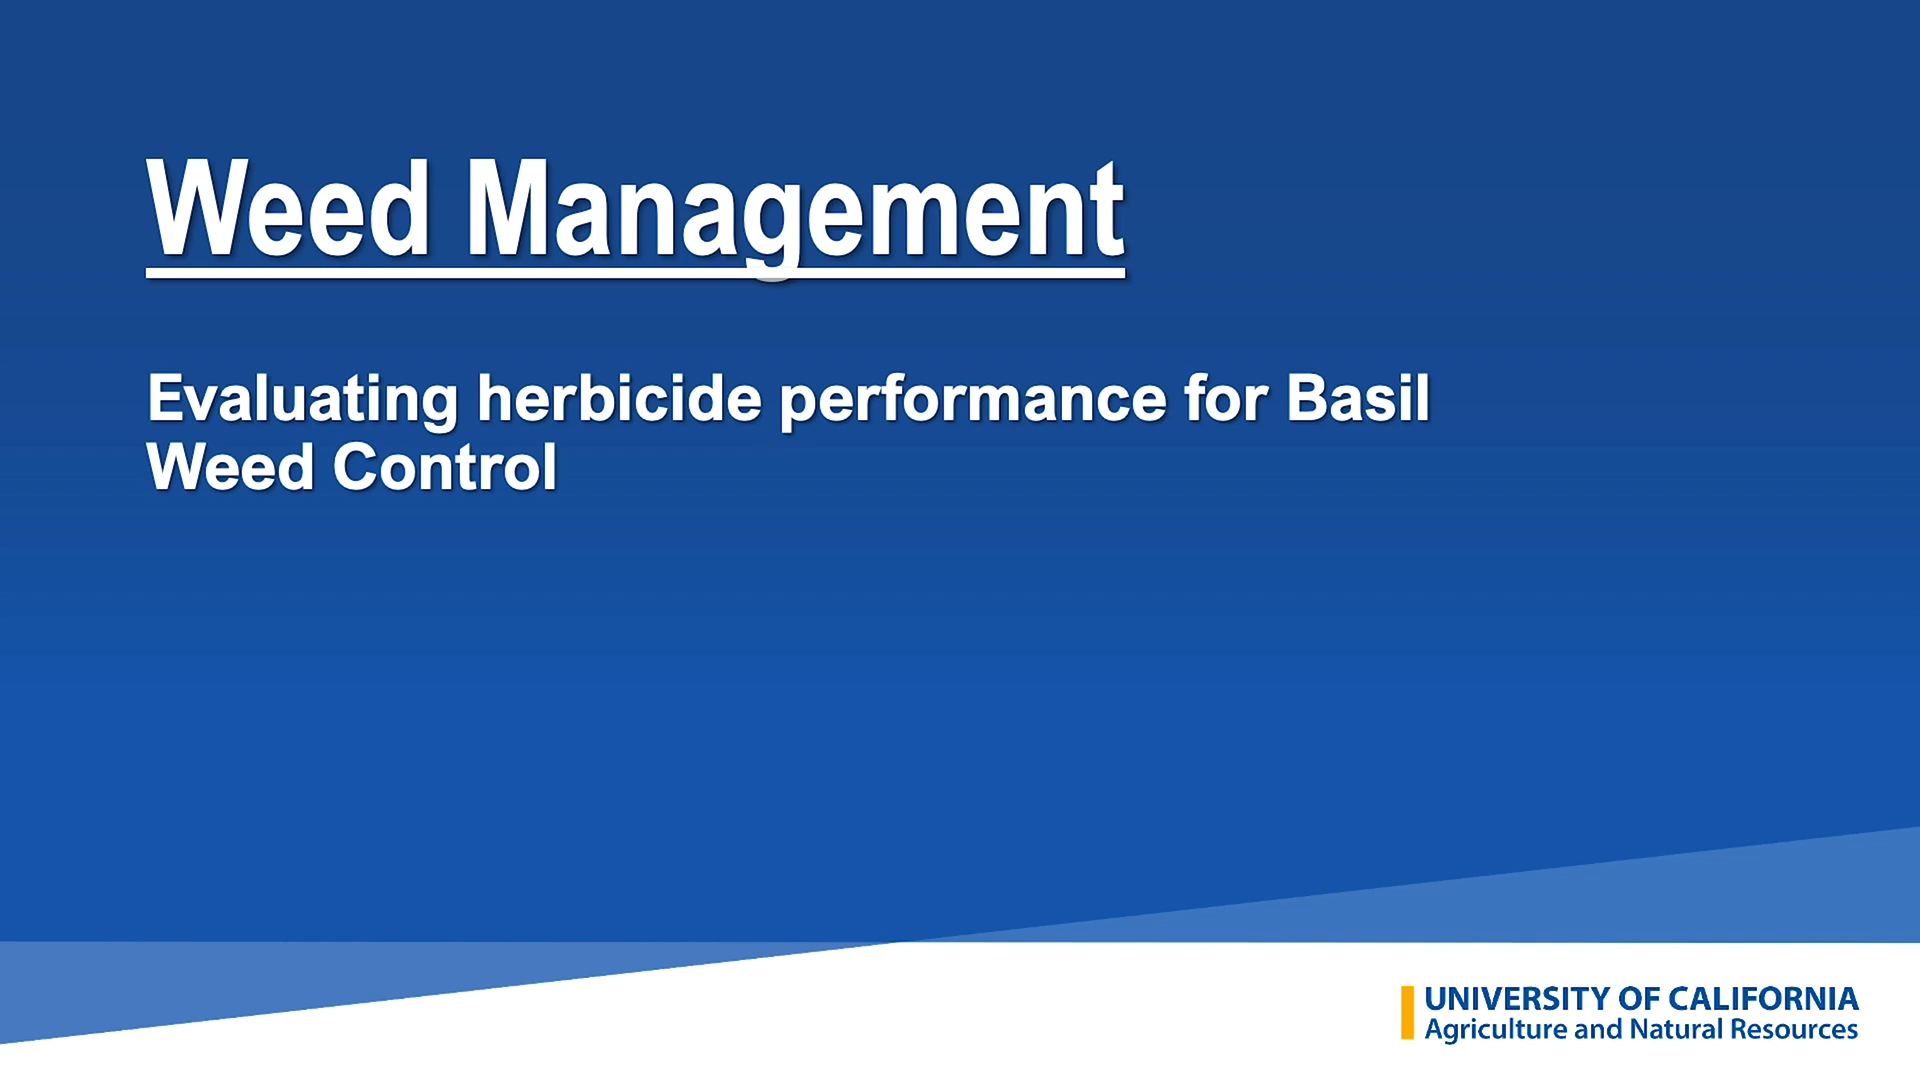 Weed Management
Evaluating herbicide performance for Basil
Weed Control
UNIVERSITY OF CALIFORNIA
Agriculture and Natural Resources